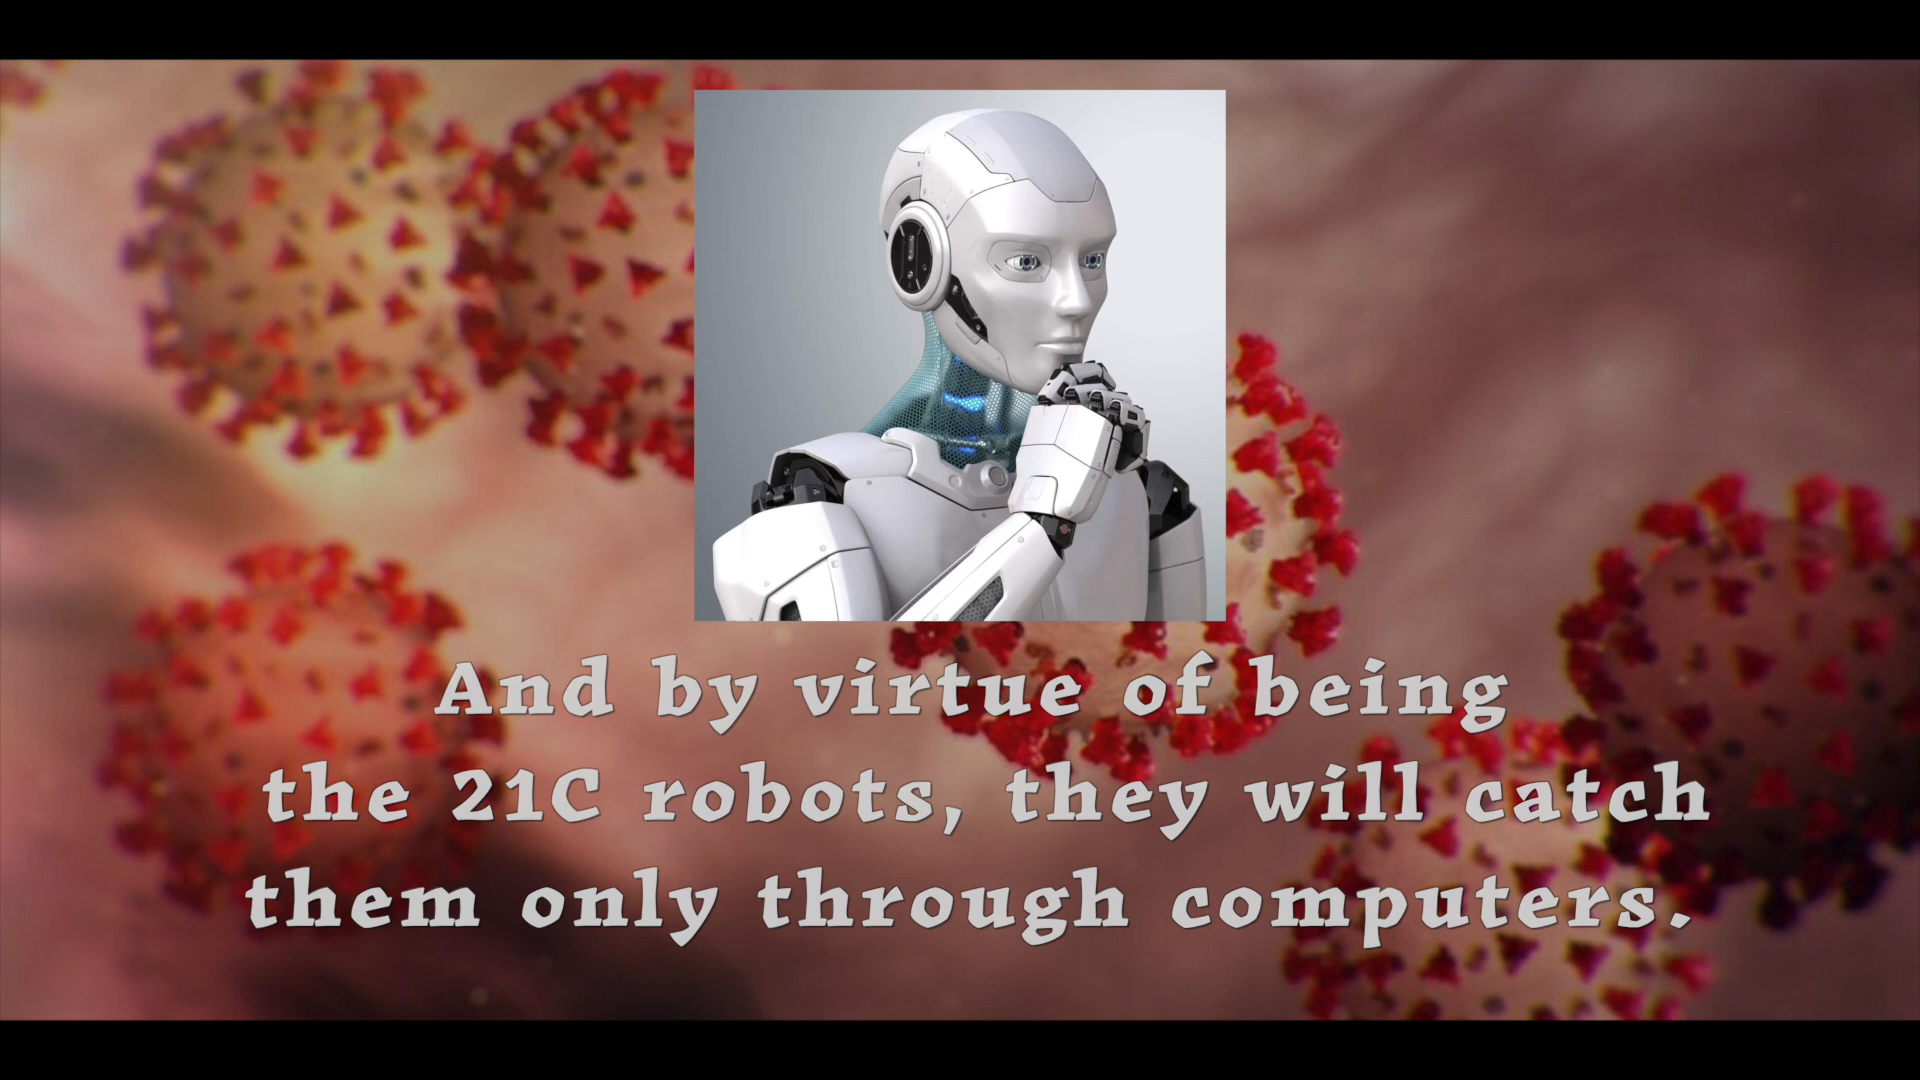 And by virtue of being
the 21C robots, they will catch
them only through computers.